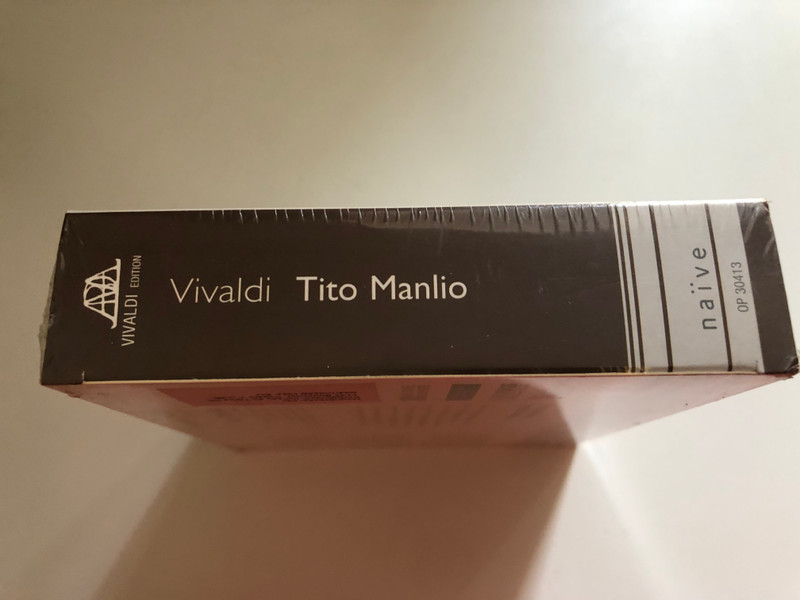 VIVALDI EDITION
Vivaldi Tito Manlio
naïve
OP 30413